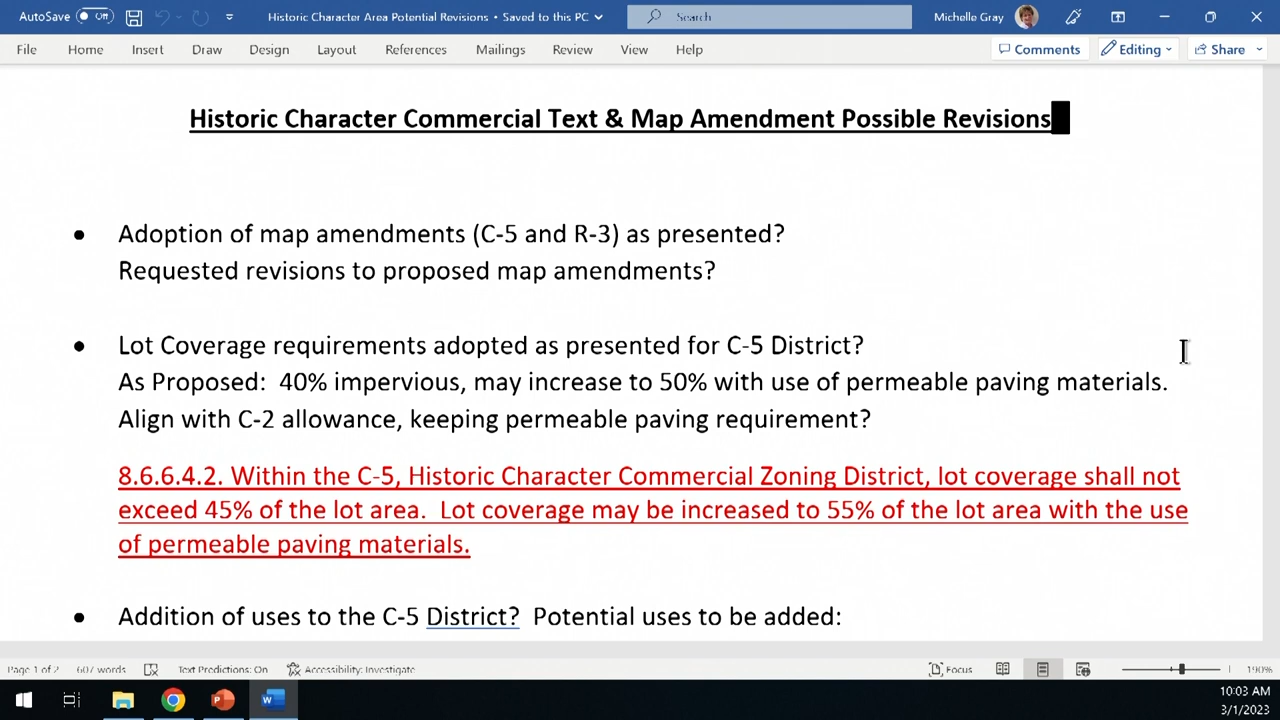 AutoSave Off Historic Character Area Potential Revisions • Saved to this PC Search Michelle Gray
File Home Insert Draw Design Layout References Mailings Review View Help Comments Editing Share
Historic Character Commercial Text & Map Amendment Possible Revisions
• Adoption of map amendments (C-5 and R-3) as presented?
Requested revisions to proposed map amendments?
• Lot Coverage requirements adopted as presented for C-5 District?
As Proposed: 40% impervious, may increase to 50% with use of permeable paving materials.
Align with C-2 allowance, keeping permeable paving requirement?
8.6.6.4.2. Within the C-5, Historic Character Commercial Zoning District, lot coverage shall not
exceed 45% of the lot area. Lot coverage may be increased to 55% of the lot area with the use
of permeable paving materials.
• Addition of uses to the C-5 District? Potential uses to be added:
Page 1 of 2 607 words Text Predictions: On Accessibility: Investigate Focus 190%
10:03 AM
3/1/2023